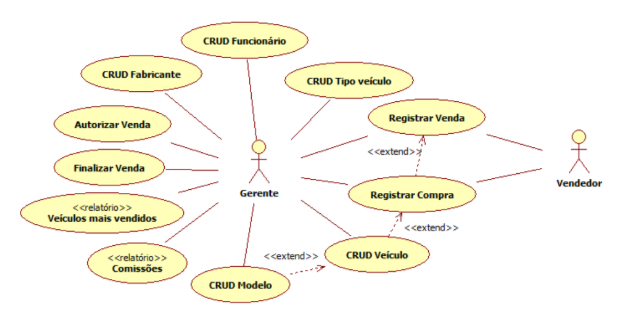 CRUD Funcionário
CRUD Fabricante
CRUD Tipo veículo
Autorizar Venda
Registrar Venda
<<extend>>
Finalizar Venda
Gerente
Vendedor
Registrar Compra
<<relatório>>
Veículos mais vendidos
<<extend>>
<<relatório>>
Comissões
<<extend>>
CRUD Veículo
CRUD Modelo